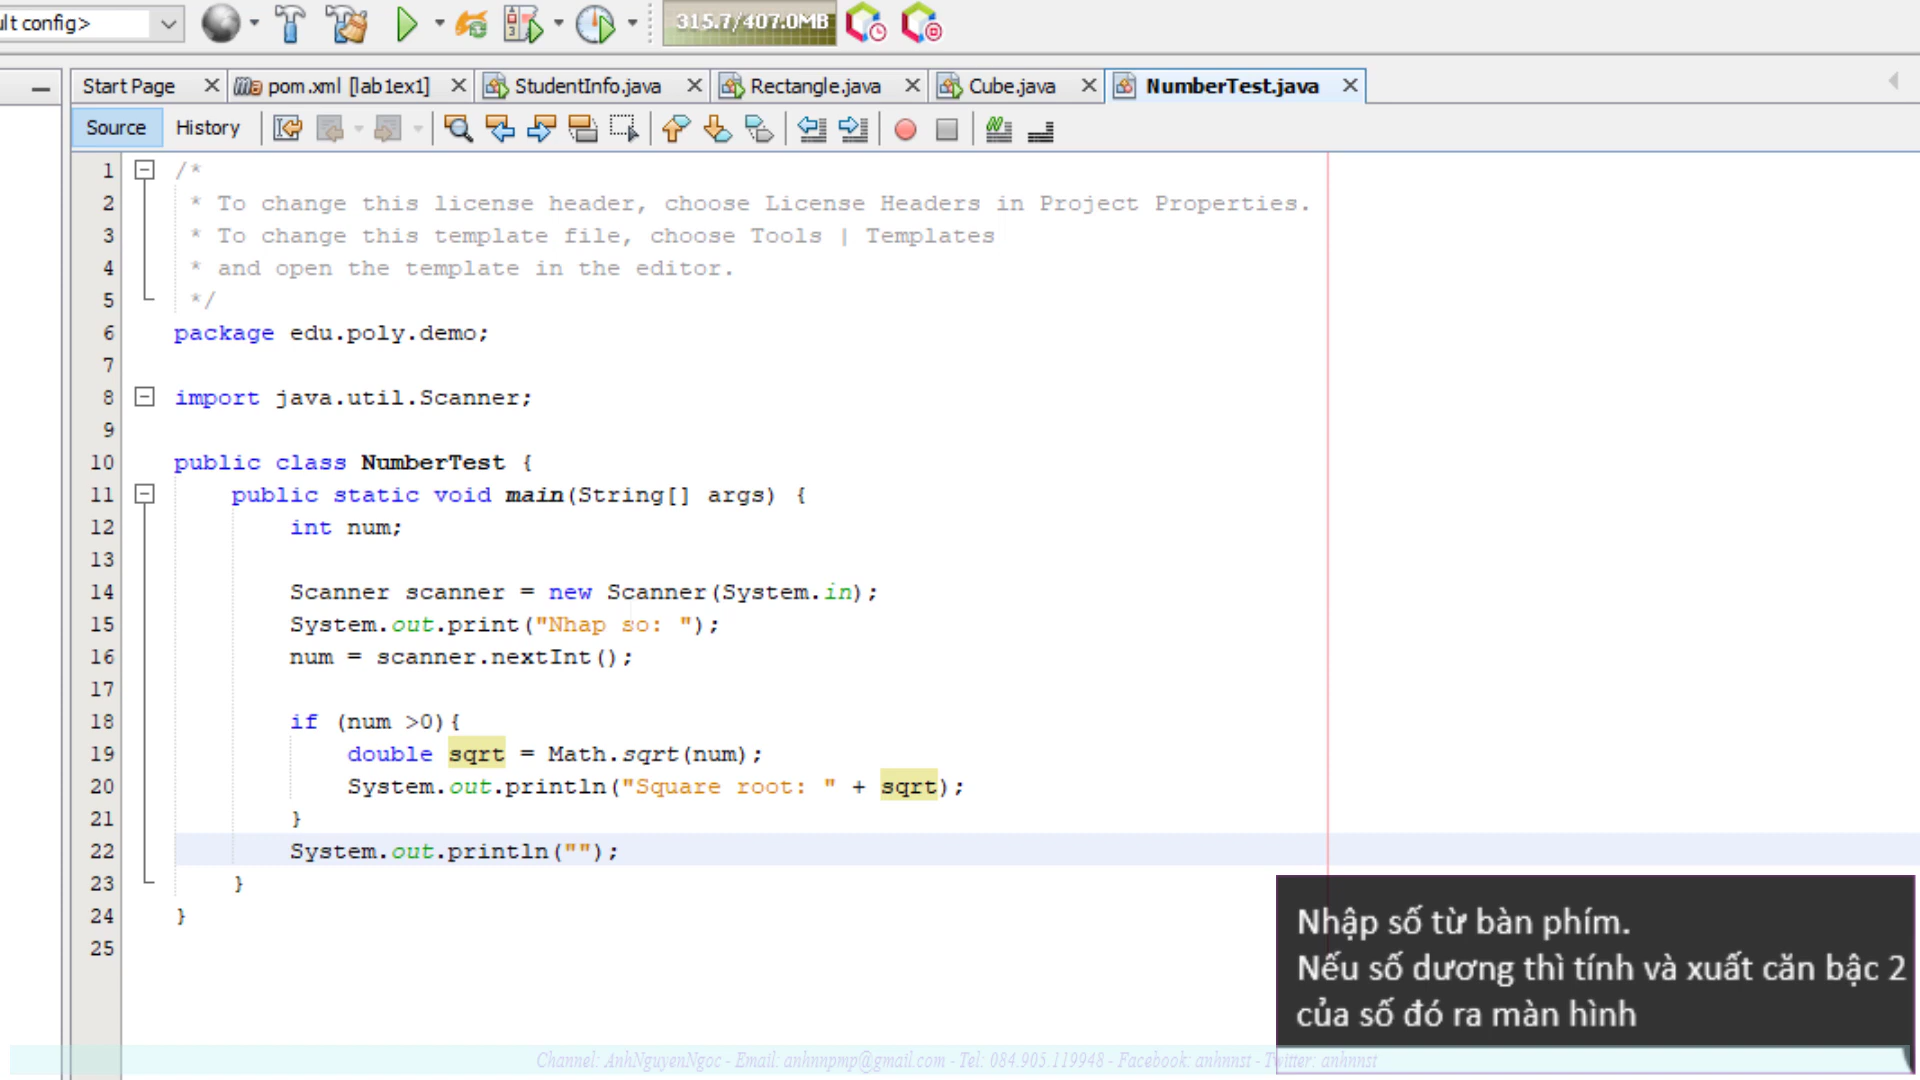 ult config>
315.7/407.0MB
Start Page pom.xml [lab1ex1] StudentInfo.java Rectangle.java Cube.java NumberTest.java
Source History
1 /*
2 * To change this license header, choose License Headers in Project Properties.
3 * To change this template file, choose Tools | Templates
4 * and open the template in the editor.
5 */
6 package edu.poly.demo;
7
8 import java.util.Scanner;
9
10 public class NumberTest {
11 public static void main(String[] args) {
12 int num;
13
14 Scanner scanner = new Scanner(System.in);
15 System.out.print("Nhap so: ");
16 num = scanner.nextInt();
17
18 if (num >0){
19 double sqrt = Math.sqrt(num);
20 System.out.println("Square root: " + sqrt);
21 }
22 System.out.println("");
23 }
24 }
25
Nhập số từ bàn phím.
Nếu số dương thì tính và xuất căn bậc 2
của số đó ra màn hình
Channel: AnhNguyenNgoc - Email: anhnnpmp@gmail.com - Tel: 084.905.119948 - Facebook: anhnnst - Twitter: anhnnst